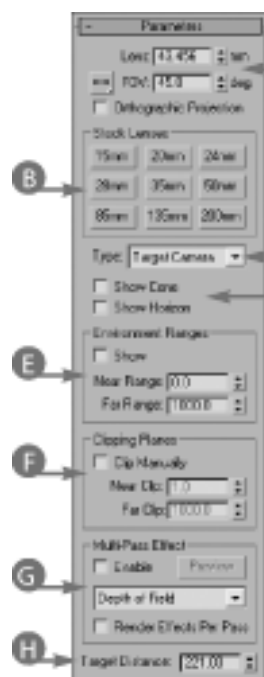 - Parameters
Lens: 43.456 mm
FOV: 45.0 deg
Orthographic Projection
B
Stock Lenses
15mm 20mm 24mm
28mm 35mm 50mm
85mm 135mm 200mm
Type: Target Camera
Show Cone
Show Horizon
Environment Ranges
E
Show
Near Range: 0.0
Far Range: 1000.0
Clipping Planes
F
Clip Manually
Near Clip: 1.0
Far Clip: 1000.0
Multi-Pass Effect
G
Enable Preview
Depth of Field
Render Effects Per Pass
H
Target Distance: 221.00